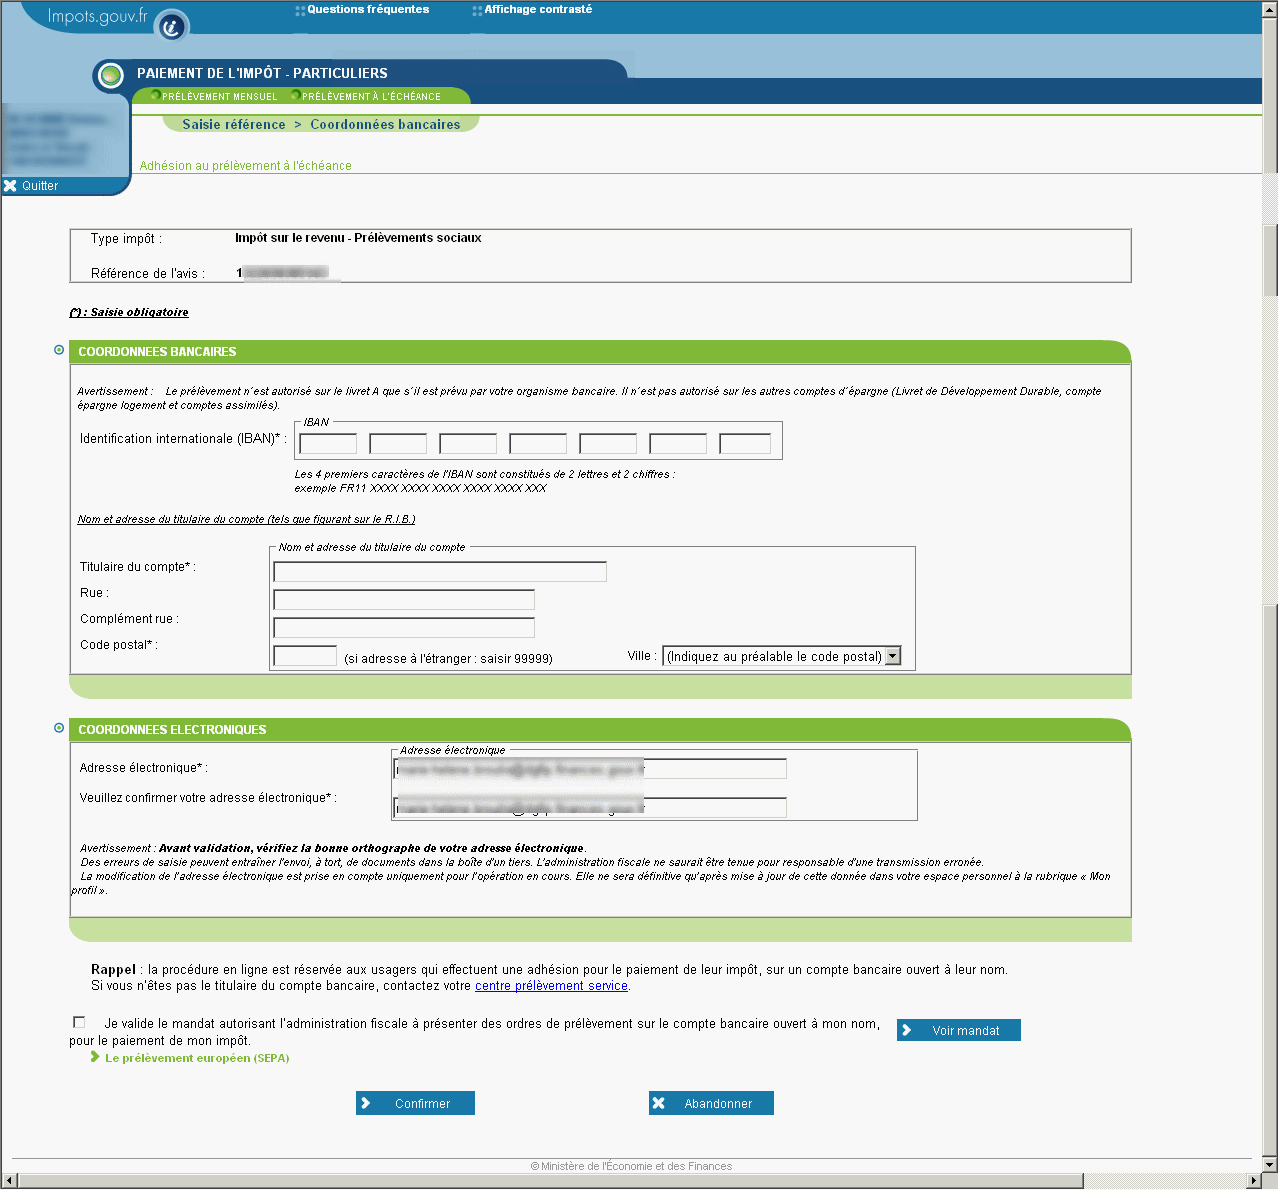 Impots.gouv.fr
Questions fréquentes
Affichage contrasté
PAIEMENT DE L'IMPÔT - PARTICULIERS
PRÉLÈVEMENT MENSUEL
PRÉLÈVEMENT À L'ÉCHÉANCE
Saisie référence > Coordonnées bancaires
Adhésion au prélèvement à l'échéance
Quitter
Type impôt : Impôt sur le revenu - Prélèvements sociaux
Référence de l'avis : 1
(*) : Saisie obligatoire
COORDONNEES BANCAIRES
Avertissement : Le prélèvement n´est autorisé sur le livret A que s´il est prévu par votre organisme bancaire. Il n´est pas autorisé sur les autres comptes d´épargne (Livret de Développement Durable, compte
épargne logement et comptes assimilés).
IBAN
Identification internationale (IBAN)* :
Les 4 premiers caractères de l'IBAN sont constitués de 2 lettres et 2 chiffres :
exemple FR11 XXXX XXXX XXXX XXXX XXXX XXX
Nom et adresse du titulaire du compte (tels que figurant sur le R.I.B.)
Nom et adresse du titulaire du compte
Titulaire du compte* :
Rue :
Complément rue :
Code postal* :
(si adresse à l'étranger : saisir 99999)
Ville : (Indiquez au préalable le code postal)
COORDONNEES ELECTRONIQUES
Adresse électronique
Adresse électronique* :
Veuillez confirmer votre adresse électronique* :
Avertissement : Avant validation, vérifiez la bonne orthographe de votre adresse électronique.
Des erreurs de saisie peuvent entraîner l'envoi, à tort, de documents dans la boîte d'un tiers. L'administration fiscale ne saurait être tenue pour responsable d'une transmission erronée.
La modification de l'adresse électronique est prise en compte uniquement pour l'opération en cours. Elle ne sera définitive qu'après mise à jour de cette donnée dans votre espace personnel à la rubrique « Mon
profil ».
Rappel : la procédure en ligne est réservée aux usagers qui effectuent une adhésion pour le paiement de leur impôt, sur un compte bancaire ouvert à leur nom.
Si vous n'êtes pas le titulaire du compte bancaire, contactez votre centre prélèvement service.
Je valide le mandat autorisant l'administration fiscale à présenter des ordres de prélèvement sur le compte bancaire ouvert à mon nom,
pour le paiement de mon impôt.
Voir mandat
Le prélèvement européen (SEPA)
Confirmer
Abandonner
© Ministère de l'Économie et des Finances